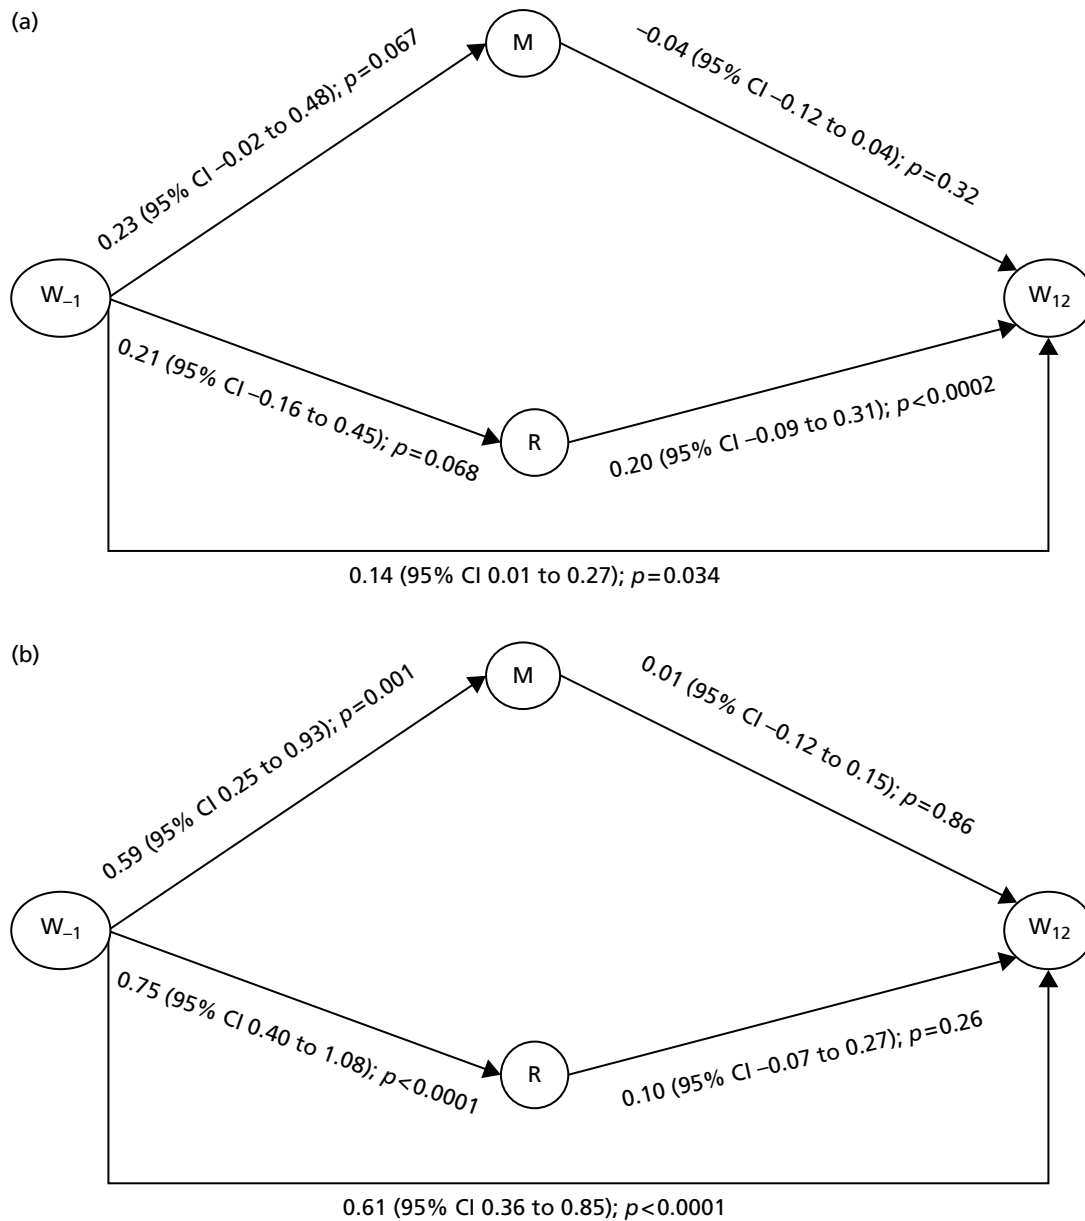 (a)
M
0.23 (95% CI –0.02 to 0.48); p=0.067
–0.04 (95% CI –0.12 to 0.04); p=0.32
W–1
W12
0.21 (95% CI –0.16 to 0.45); p=0.068
R
0.20 (95% CI –0.09 to 0.31); p<0.0002
0.14 (95% CI 0.01 to 0.27); p=0.034
(b)
M
0.59 (95% CI 0.25 to 0.93); p=0.001
0.01 (95% CI –0.12 to 0.15); p=0.86
W–1
W12
0.75 (95% CI 0.40 to 1.08); p<0.0001
R
0.10 (95% CI –0.07 to 0.27); p=0.26
0.61 (95% CI 0.36 to 0.85); p<0.0001